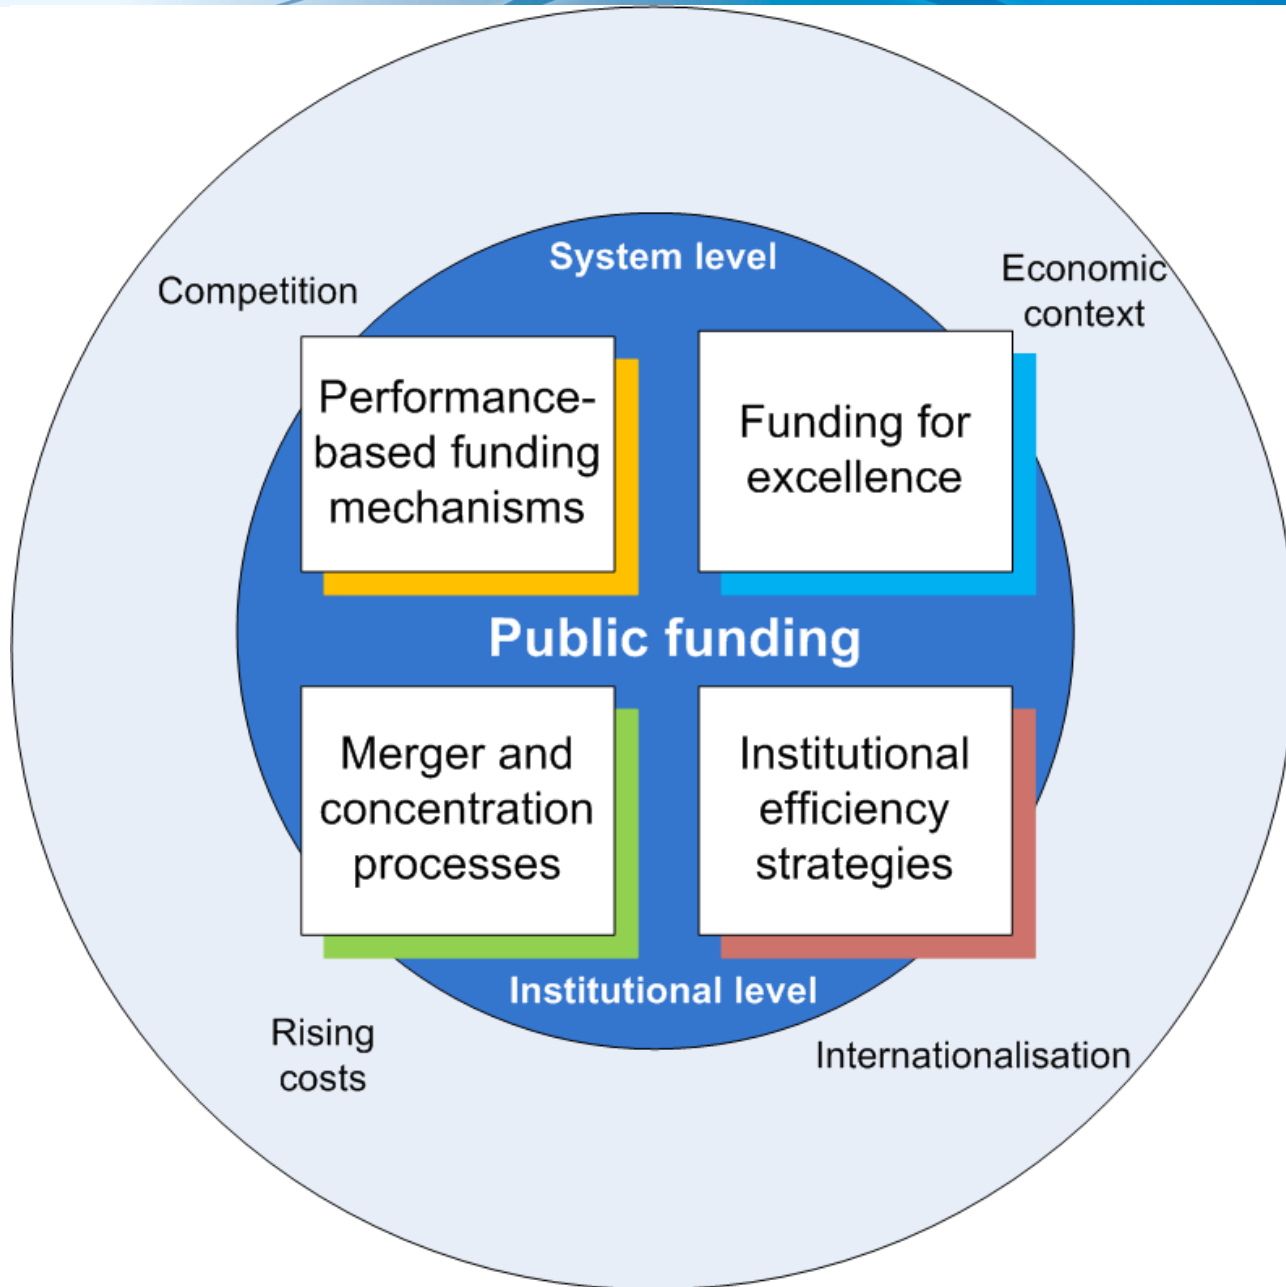 System level
Competition
Economic
context
Performance-
based funding
mechanisms
Funding for
excellence
Public funding
Merger and
concentration
processes
Institutional
efficiency
strategies
Institutional level
Rising
costs
Internationalisation